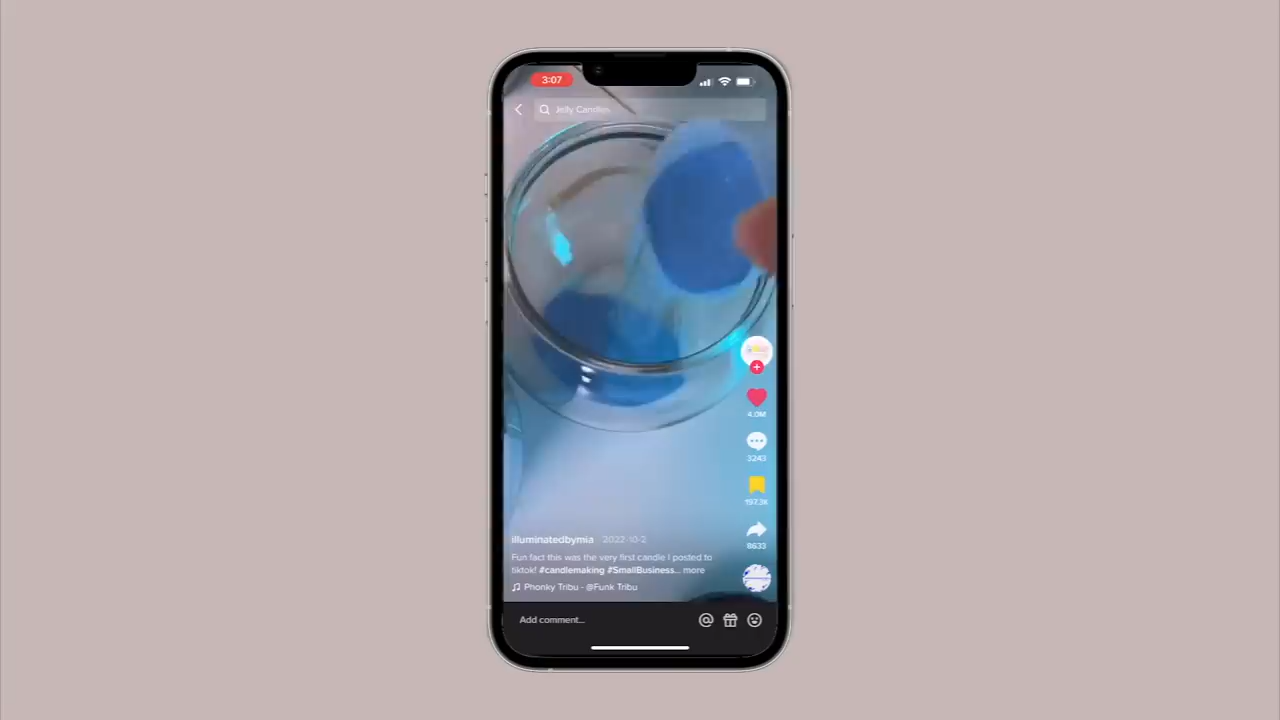 3:07
Jelly Candles
4.0M
3243
197.3K
8633
illuminatedbymia 2022-10-2
Fun fact this was the very first candle I posted to
tiktok! #candlemaking #SmallBusiness... more
Phonky Tribu - @Funk Tribu
Add comment...